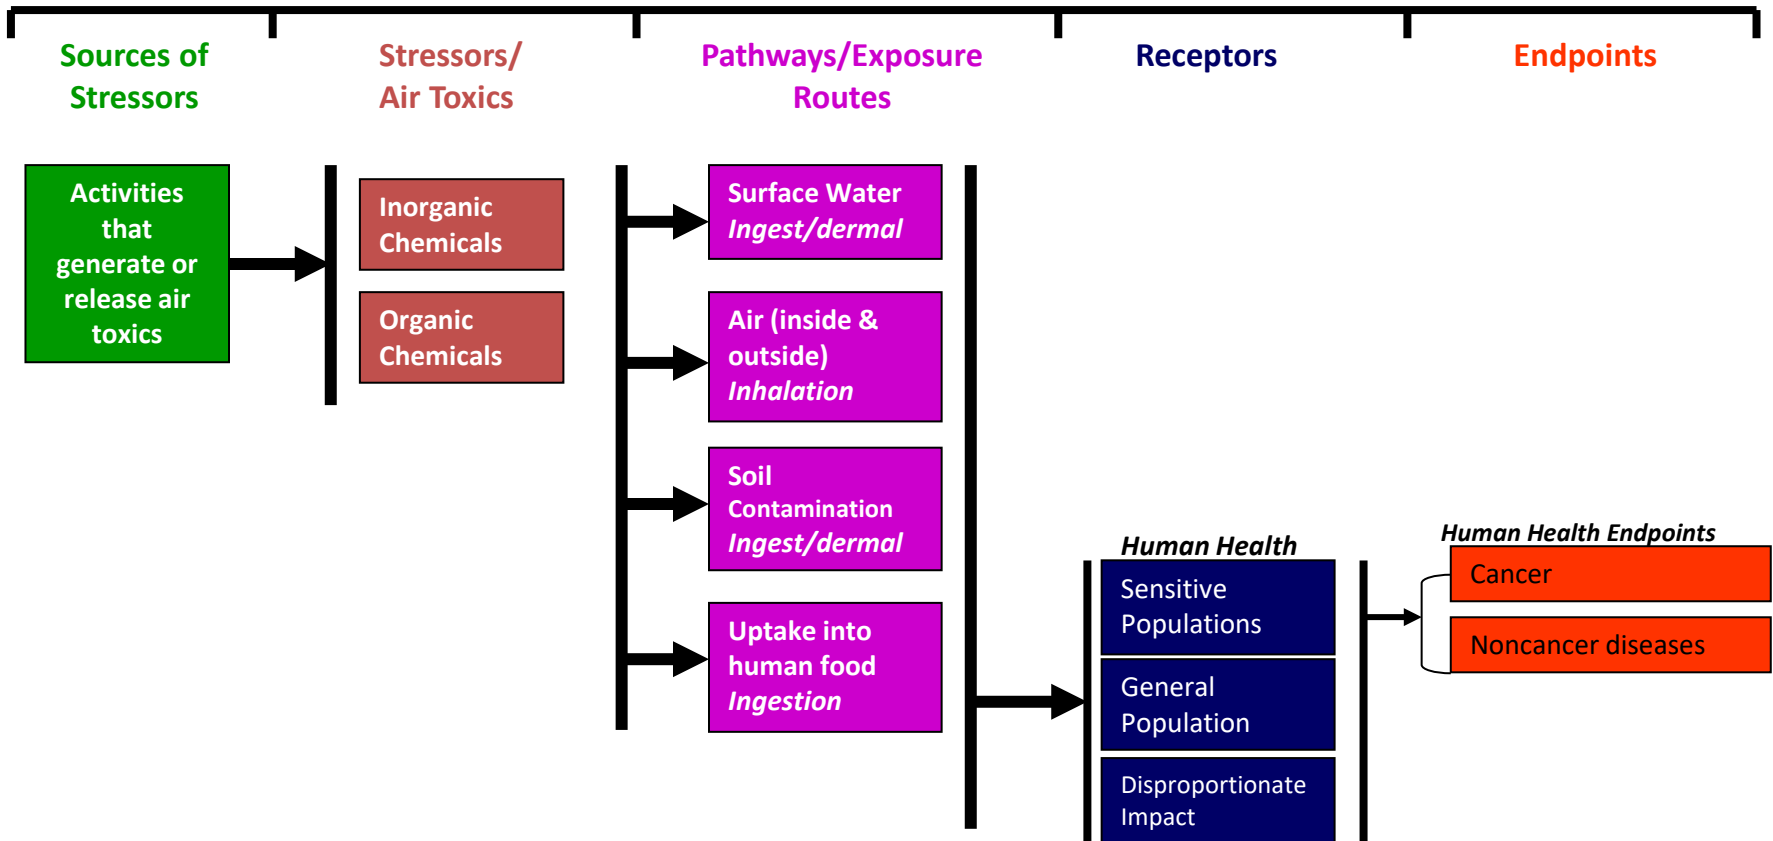 Sources of
Stressors
Stressors/
Air Toxics
Pathways/Exposure
Routes
Receptors
Endpoints
Activities
that
generate or
release air
toxics
Inorganic
Chemicals
Organic
Chemicals
Surface Water
Ingest/dermal
Air (inside &
outside)
Inhalation
Soil
Contamination
Ingest/dermal
Uptake into
human food
Ingestion
Human Health
Sensitive
Populations
General
Population
Disproportionate
Impact
Human Health Endpoints
Cancer
Noncancer diseases